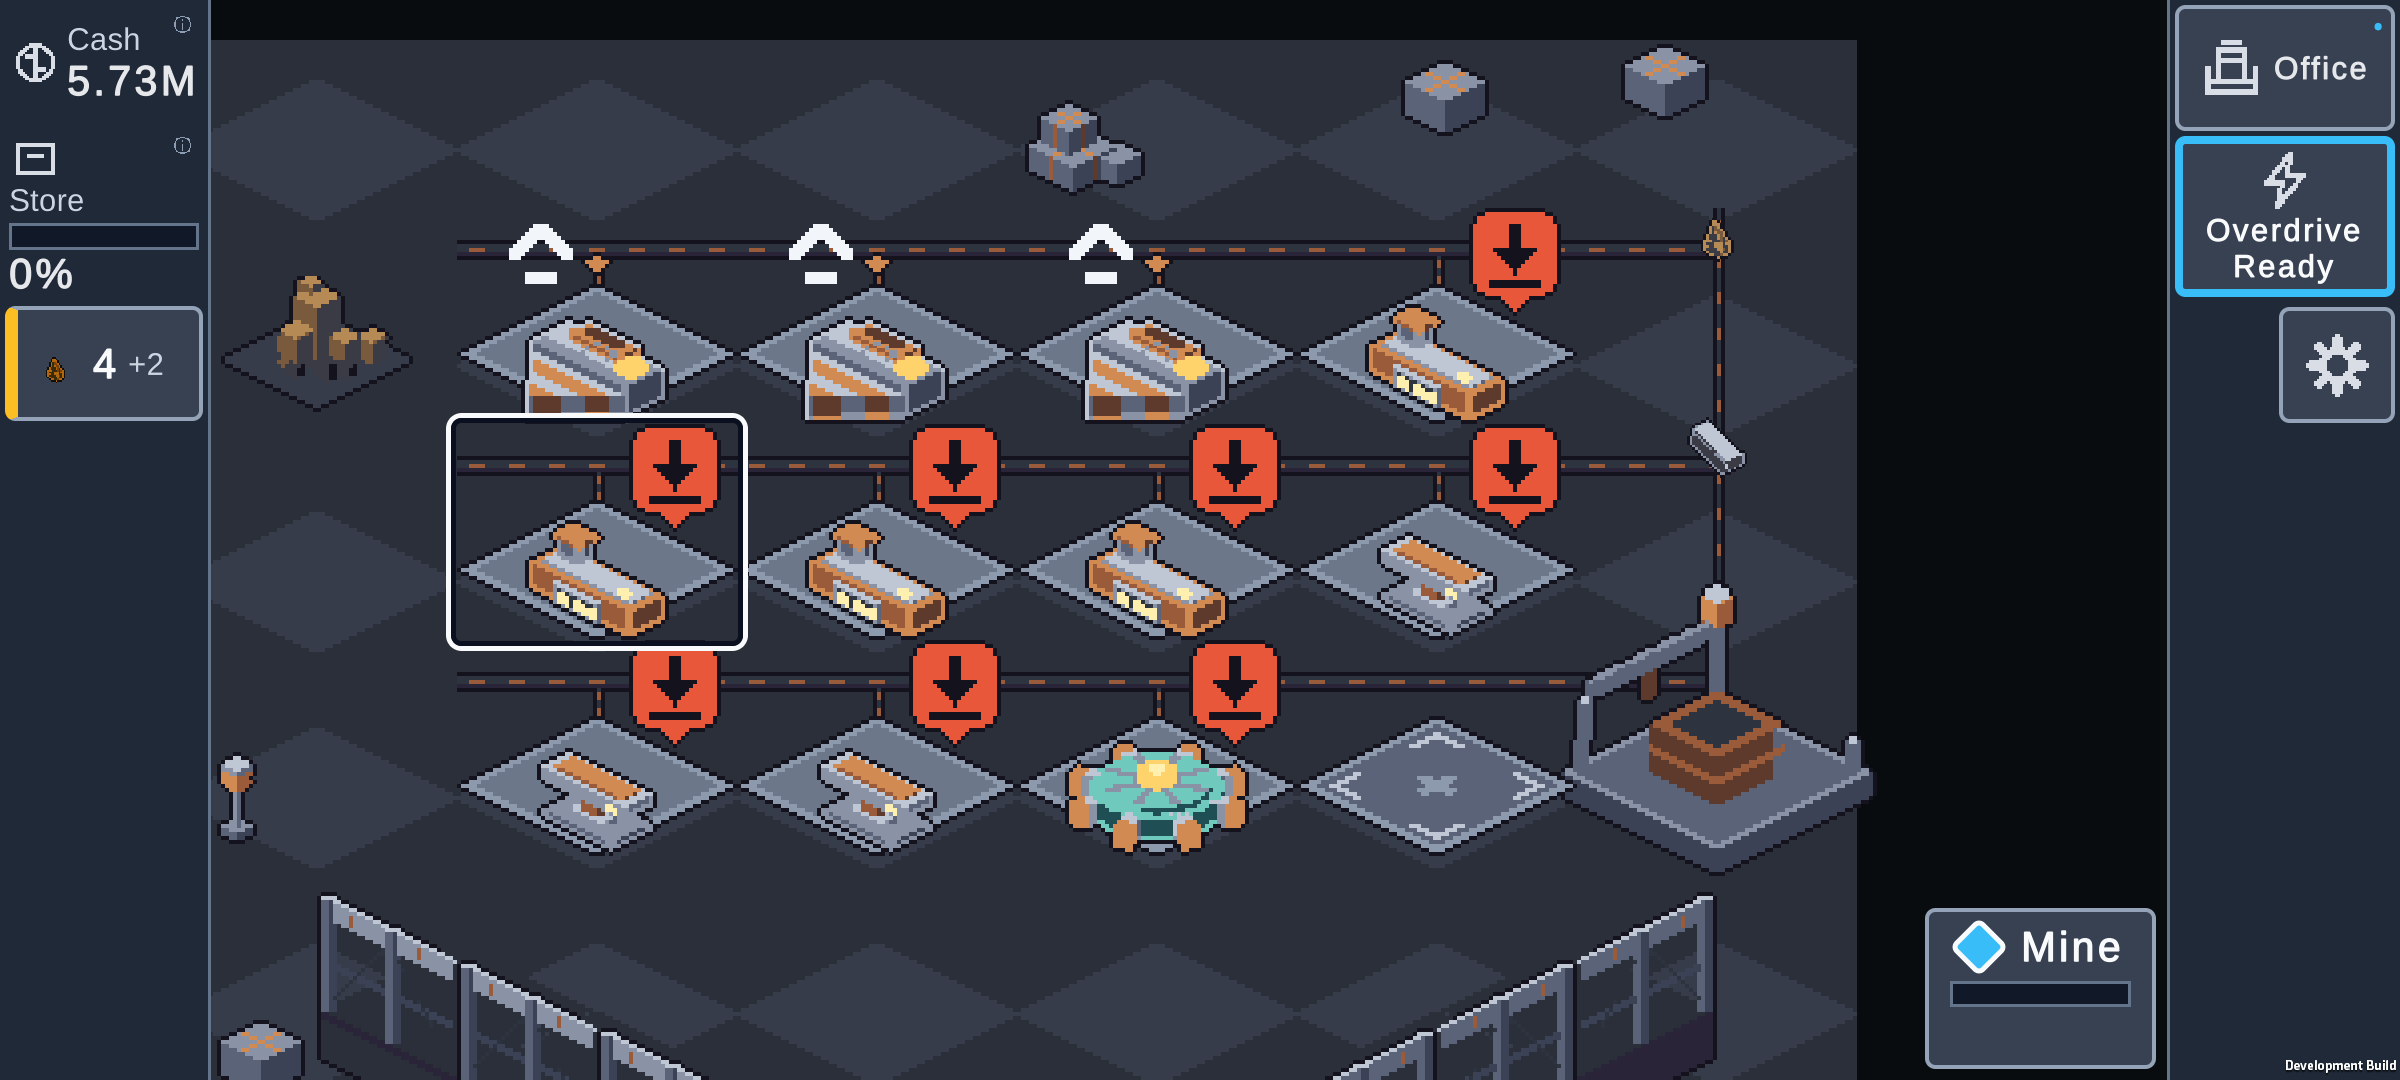 Cash
5.73M
Store
0%
4 +2
Office
Overdrive
Ready
Mine
Development Build